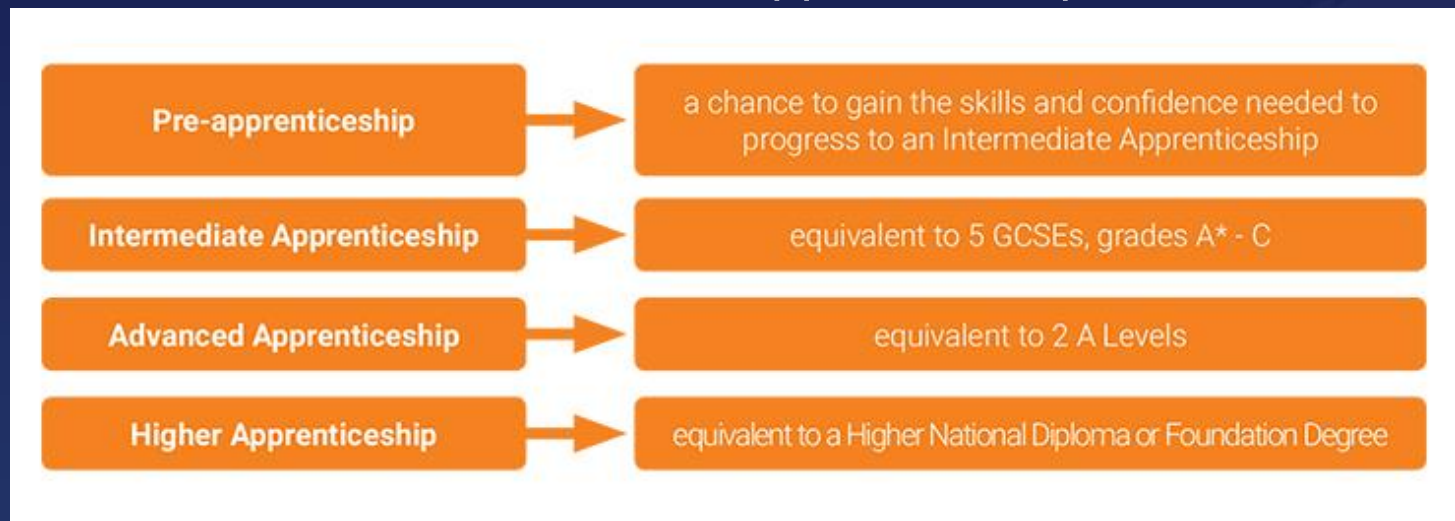 Pre-apprenticeship
a chance to gain the skills and confidence needed to
progress to an Intermediate Apprenticeship
Intermediate Apprenticeship
equivalent to 5 GCSEs, grades A* - C
Advanced Apprenticeship
equivalent to 2 A Levels
Higher Apprenticeship
equivalent to a Higher National Diploma or Foundation Degree